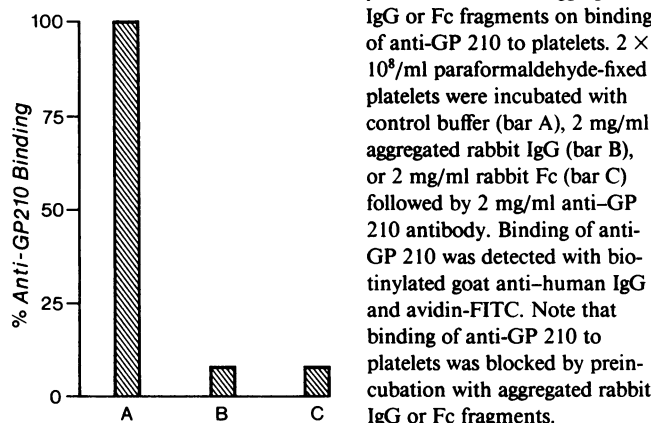 IgG or Fc fragments on binding
of anti-GP 210 to platelets. 2 ×
10⁸/ml paraformaldehyde-fixed
platelets were incubated with
control buffer (bar A), 2 mg/ml
aggregated rabbit IgG (bar B),
or 2 mg/ml rabbit Fc (bar C)
followed by 2 mg/ml anti–GP
210 antibody. Binding of anti-
GP 210 was detected with bio-
tinylated goat anti–human IgG
and avidin-FITC. Note that
binding of anti-GP 210 to
platelets was blocked by prein-
cubation with aggregated rabbit
IgG or Fc fragments.
% Anti-GP210 Binding
100
75
50
25
0
A B C